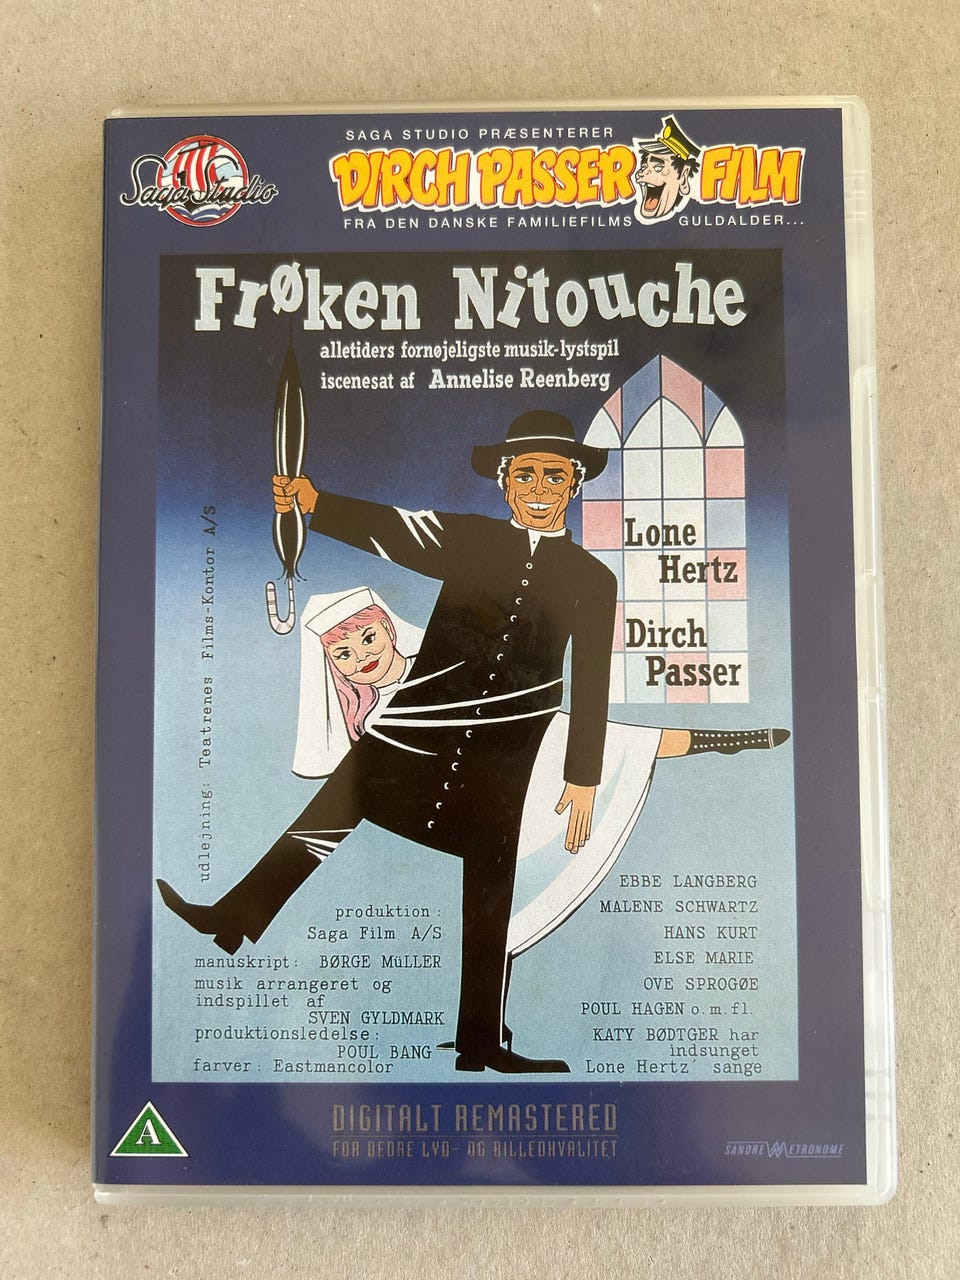 Saga Studio
SAGA STUDIO PRÆSENTERER
DIRCH PASSER FILM
FRA DEN DANSKE FAMILIEFILMS GULDALDER...
Frøken Nitouche
alletiders fornøjeligste musik-lystspil
iscenesat af Annelise Reenberg
udlejning: Teatrenes Films-Kontor A/S
Lone
Hertz
Dirch
Passer
produktion:
Saga Film A/S
manuskript: BØRGE MüLLER
musik arrangeret og
indspillet af
SVEN GYLDMARK
produktionsledelse:
POUL BANG
farver: Eastmancolor
EBBE LANGBERG
MALENE SCHWARTZ
HANS KURT
ELSE MARIE
OVE SPROGØE
POUL HAGEN o.m.fl.
KATY BØDTGER har
indsunget
Lone Hertz' sange
A
DIGITALT REMASTERED
FOR BEDRE LYD- OG BILLEDKVALITET
SANDREW METRONOME